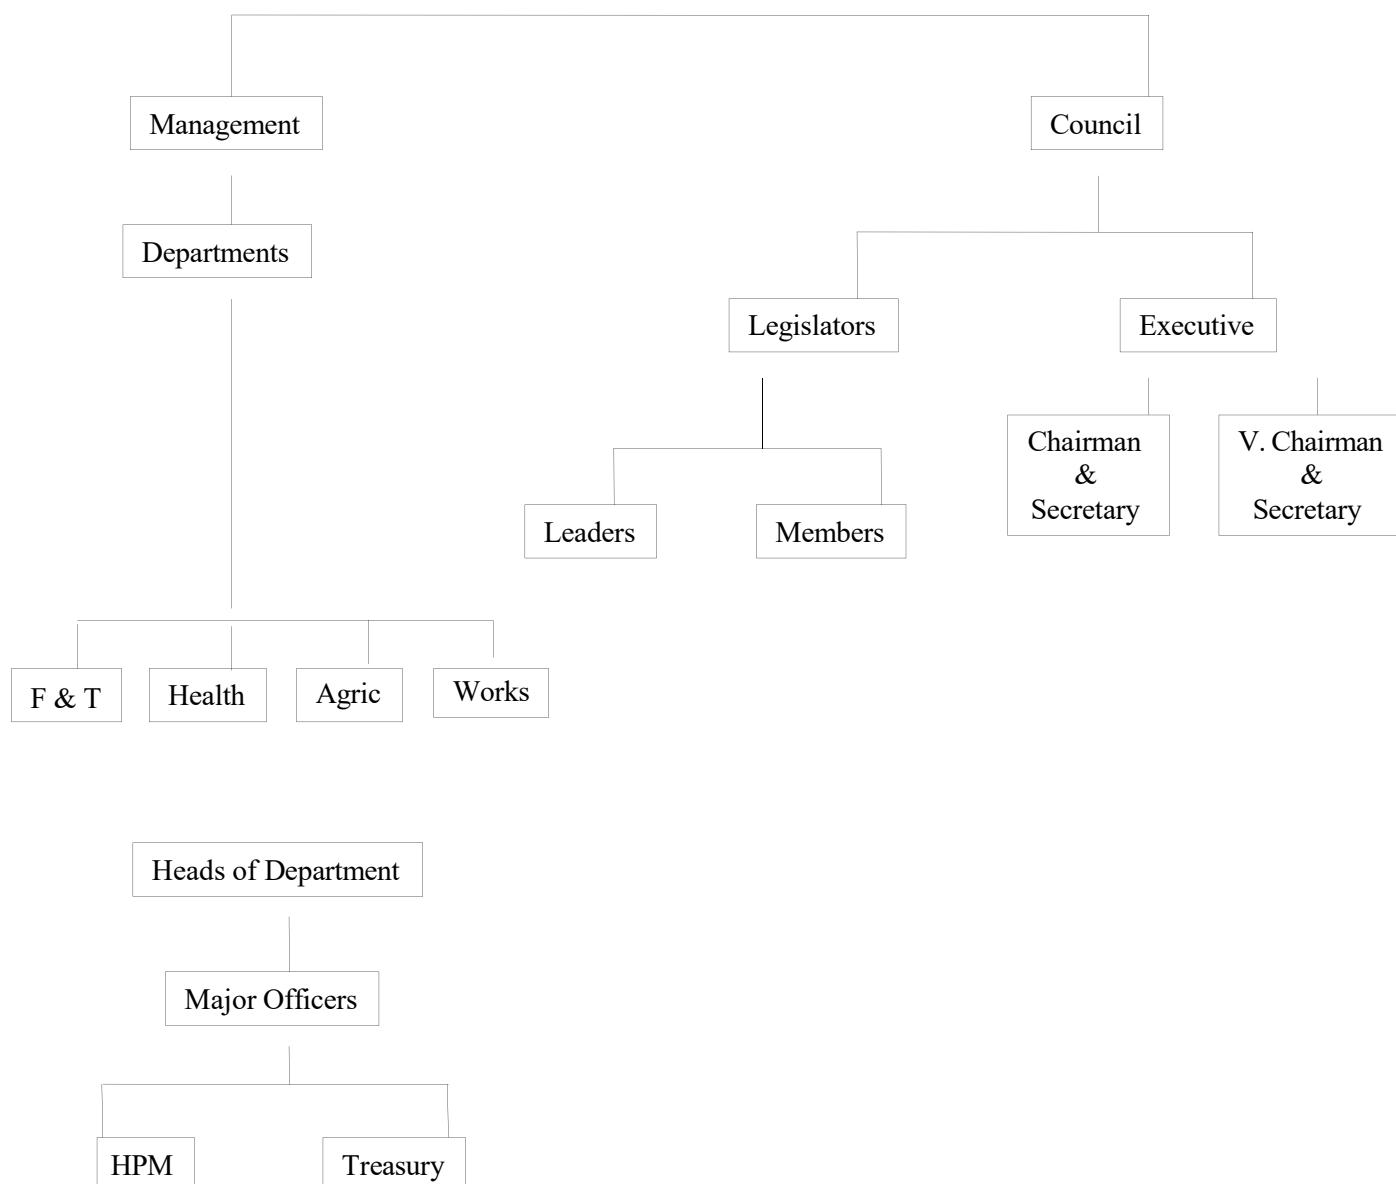 Management
Council
Departments
Legislators
Executive
Chairman
&
Secretary
V. Chairman
&
Secretary
Leaders
Members
F & T
Health
Agric
Works
Heads of Department
Major Officers
HPM
Treasury